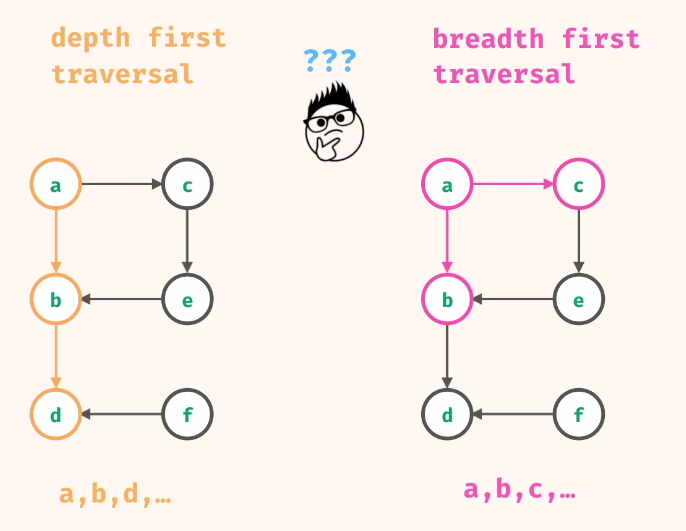 depth first
traversal
???
breadth first
traversal
a
c
b
e
d
f
a,b,d,…
a
c
b
e
d
f
a,b,c,…